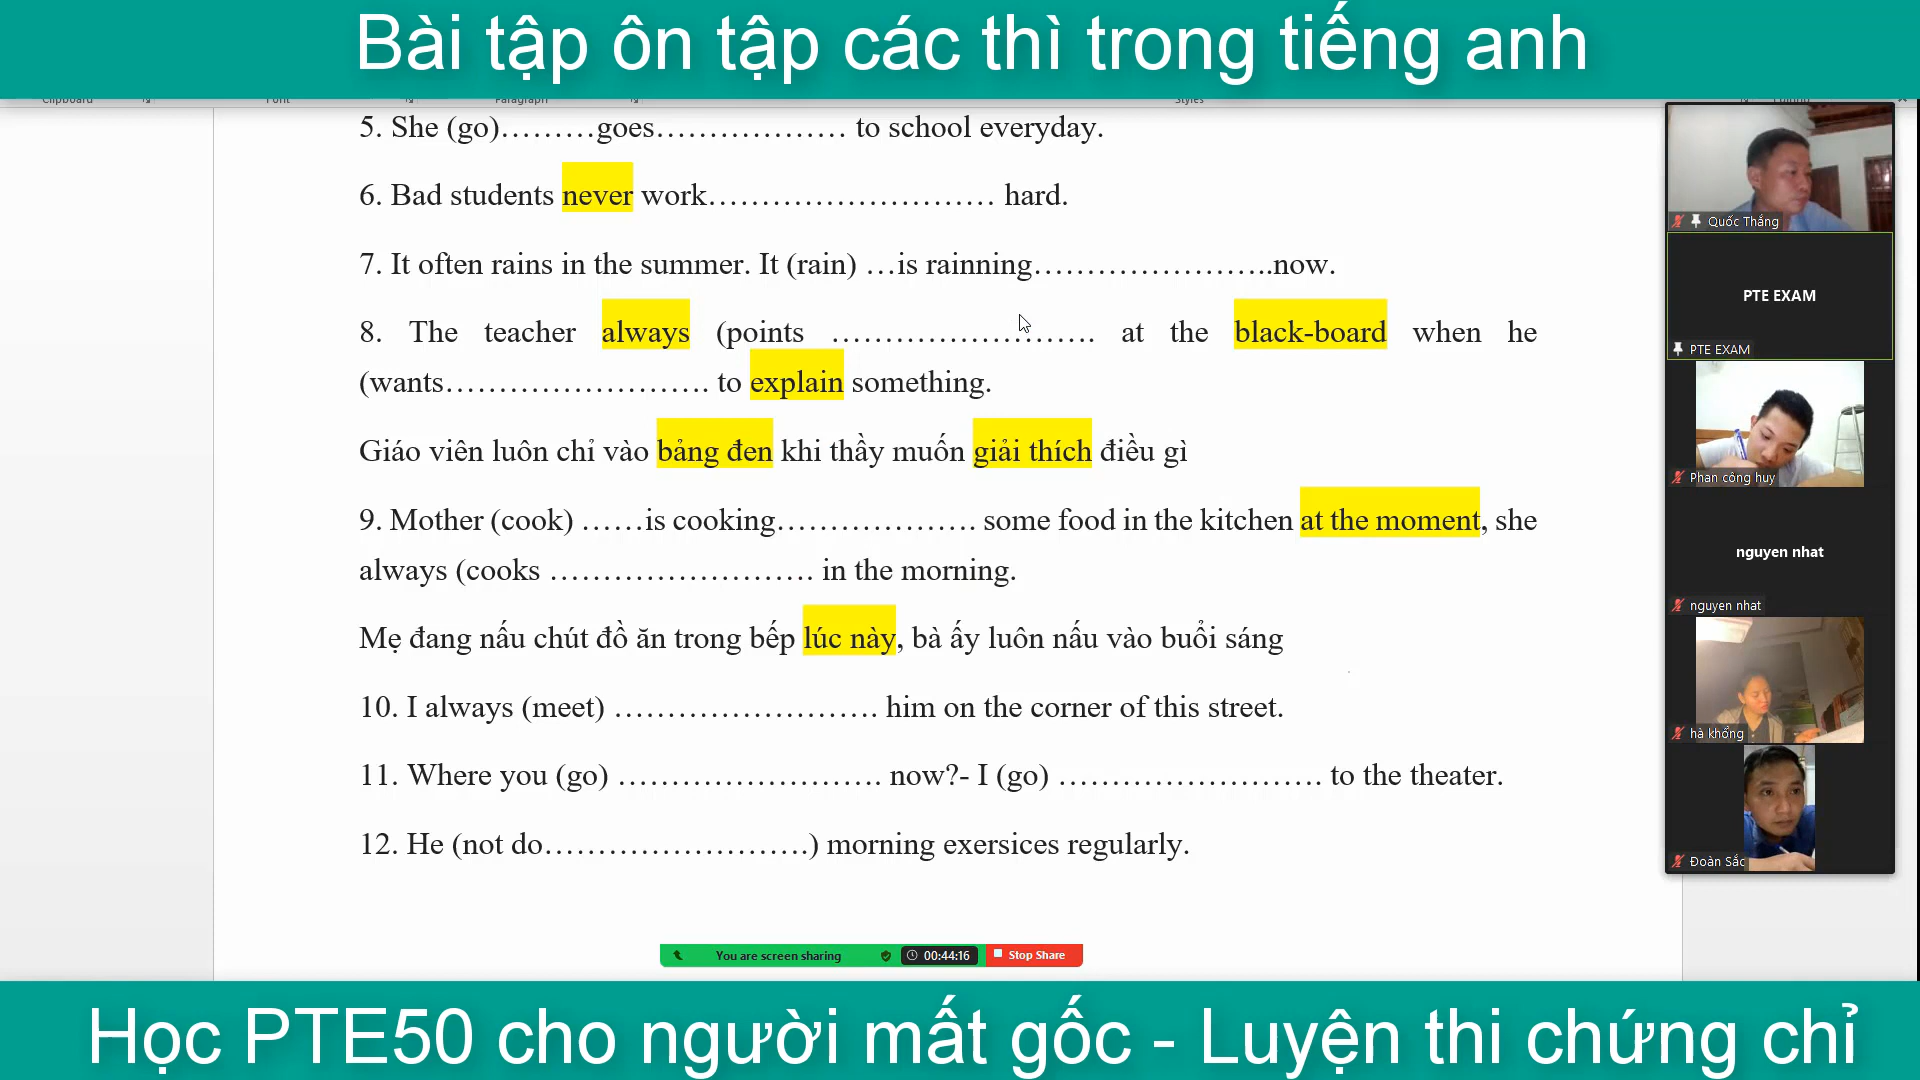 Bài tập ôn tập các thì trong tiếng anh
Clipboard Font Paragraph Styles Editing
5. She (go)………goes……………… to school everyday.
6. Bad students never work……………………… hard.
7. It often rains in the summer. It (rain) …is rainning…………………..now.
8. The teacher always (points ……………………. at the black-board when he
(wants……………………. to explain something.
Giáo viên luôn chỉ vào bảng đen khi thầy muốn giải thích điều gì
9. Mother (cook) ……is cooking………………. some food in the kitchen at the moment, she
always (cooks ……………………. in the morning.
Mẹ đang nấu chút đồ ăn trong bếp lúc này, bà ấy luôn nấu vào buổi sáng
10. I always (meet) ……………………. him on the corner of this street.
11. Where you (go) ……………………. now?- I (go) ……………………. to the theater.
12. He (not do…………………….) morning exersices regularly.
Quốc Thắng
PTE EXAM
PTE EXAM
Phan công huy
nguyen nhat
nguyen nhat
hà khổng
Đoàn Sắc
You are screen sharing 00:44:16 Stop Share
Học PTE50 cho người mất gốc - Luyện thi chứng chỉ